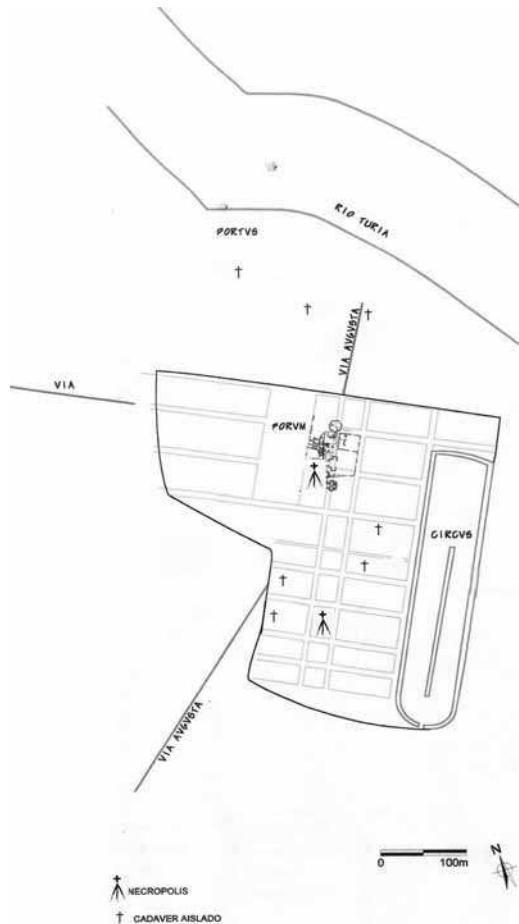 RIO TURIA
PORTVS
VIA AVGVSTA
VIA
FORVM
CIRCVS
VIA AVGVSTA
N
0 100m
NECROPOLIS
CADAVER AISLADO